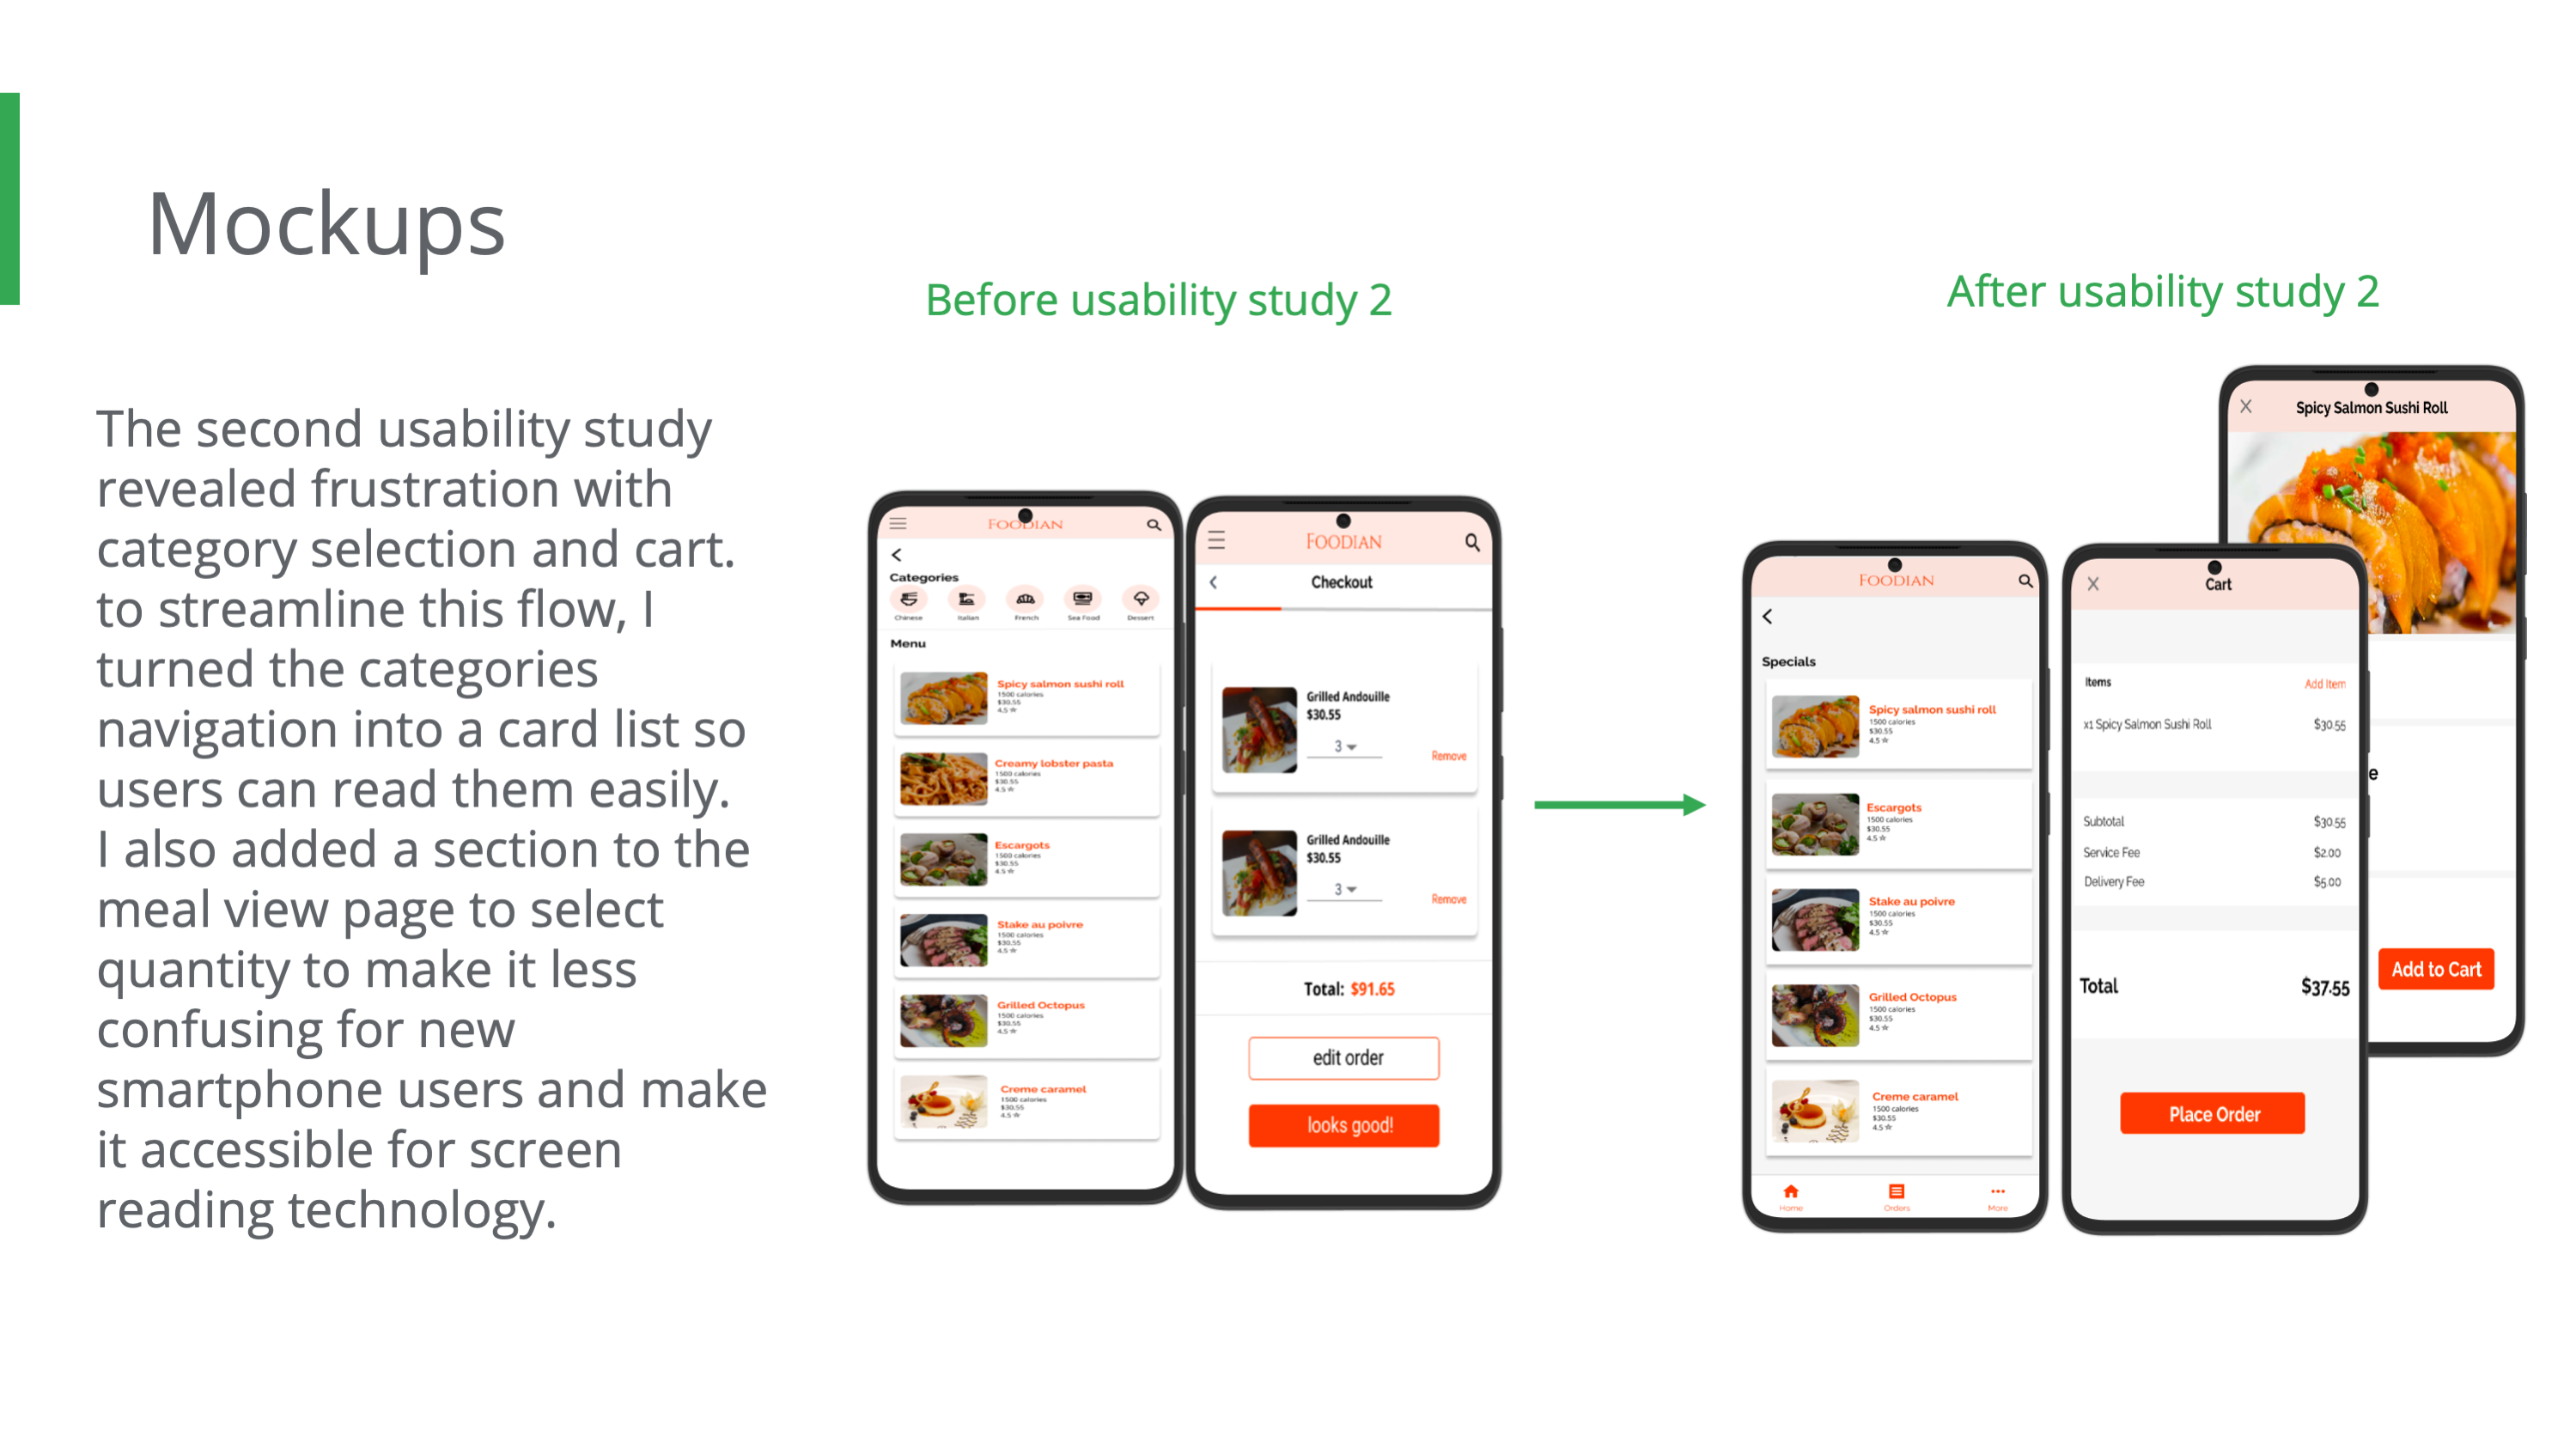 Mockups
Before usability study 2
After usability study 2
The second usability study
revealed frustration with
category selection and cart.
to streamline this flow, I
turned the categories
navigation into a card list so
users can read them easily.
I also added a section to the
meal view page to select
quantity to make it less
confusing for new
smartphone users and make
it accessible for screen
reading technology.
FOODIAN
Categories
Chinese Italian French Sea Food Dessert
Menu
Spicy salmon sushi roll
1500 calories
$30.55
4.5
Creamy lobster pasta
1500 calories
$30.55
4.5
Escargots
1500 calories
$30.55
4.5
Stake au poivre
1500 calories
$30.55
4.5
Grilled Octopus
1500 calories
$30.55
4.5
Creme caramel
1500 calories
$30.55
4.5
FOODIAN
Checkout
Grilled Andouille
$30.55
3
Remove
Grilled Andouille
$30.55
3
Remove
Total: $91.65
edit order
looks good!
FOODIAN
Specials
Spicy salmon sushi roll
1500 calories
$30.55
4.5
Escargots
1500 calories
$30.55
4.5
Stake au poivre
1500 calories
$30.55
4.5
Grilled Octopus
1500 calories
$30.55
4.5
Creme caramel
1500 calories
$30.55
4.5
Home Orders More
X Cart
Items Add Item
x1 Spicy Salmon Sushi Roll $30.55
Subtotal $30.55
Service Fee $2.00
Delivery Fee $5.00
Total $37.55
Place Order
X Spicy Salmon Sushi Roll
e
Add to Cart